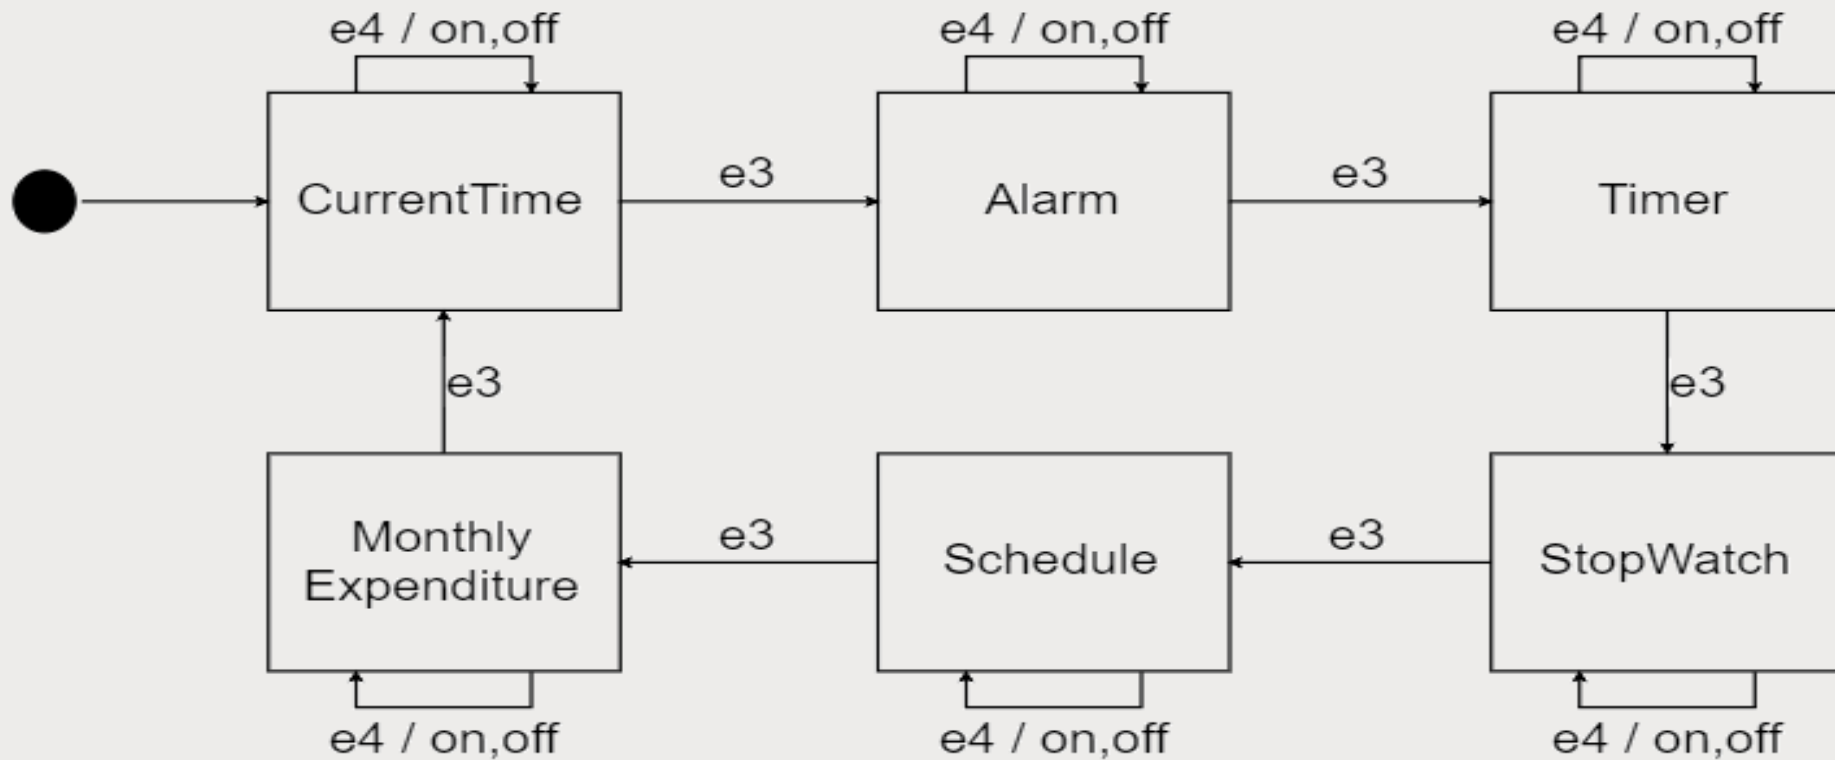 e4 / on,off
e4 / on,off
e4 / on,off
CurrentTime
e3
Alarm
e3
Timer
e3
e3
Monthly
Expenditure
e3
Schedule
e3
StopWatch
e4 / on,off
e4 / on,off
e4 / on,off